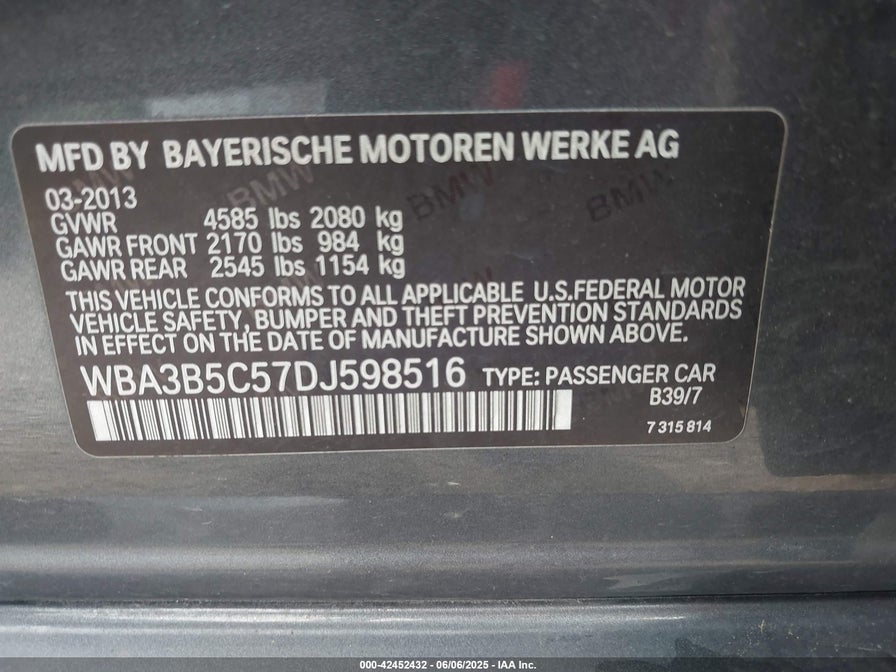 MFD BY BAYERISCHE MOTOREN WERKE AG
03-2013
GVWR 4585 lbs 2080 kg
GAWR FRONT 2170 lbs 984 kg
GAWR REAR 2545 lbs 1154 kg
THIS VEHICLE CONFORMS TO ALL APPLICABLE U.S.FEDERAL MOTOR
VEHICLE SAFETY, BUMPER AND THEFT PREVENTION STANDARDS
IN EFFECT ON THE DATE OF MANUFACTURE SHOWN ABOVE.
WBA3B5C57DJ598516 TYPE: PASSENGER CAR
B39/7
7 315 814
000-42452432 - 06/06/2025 - IAA Inc.